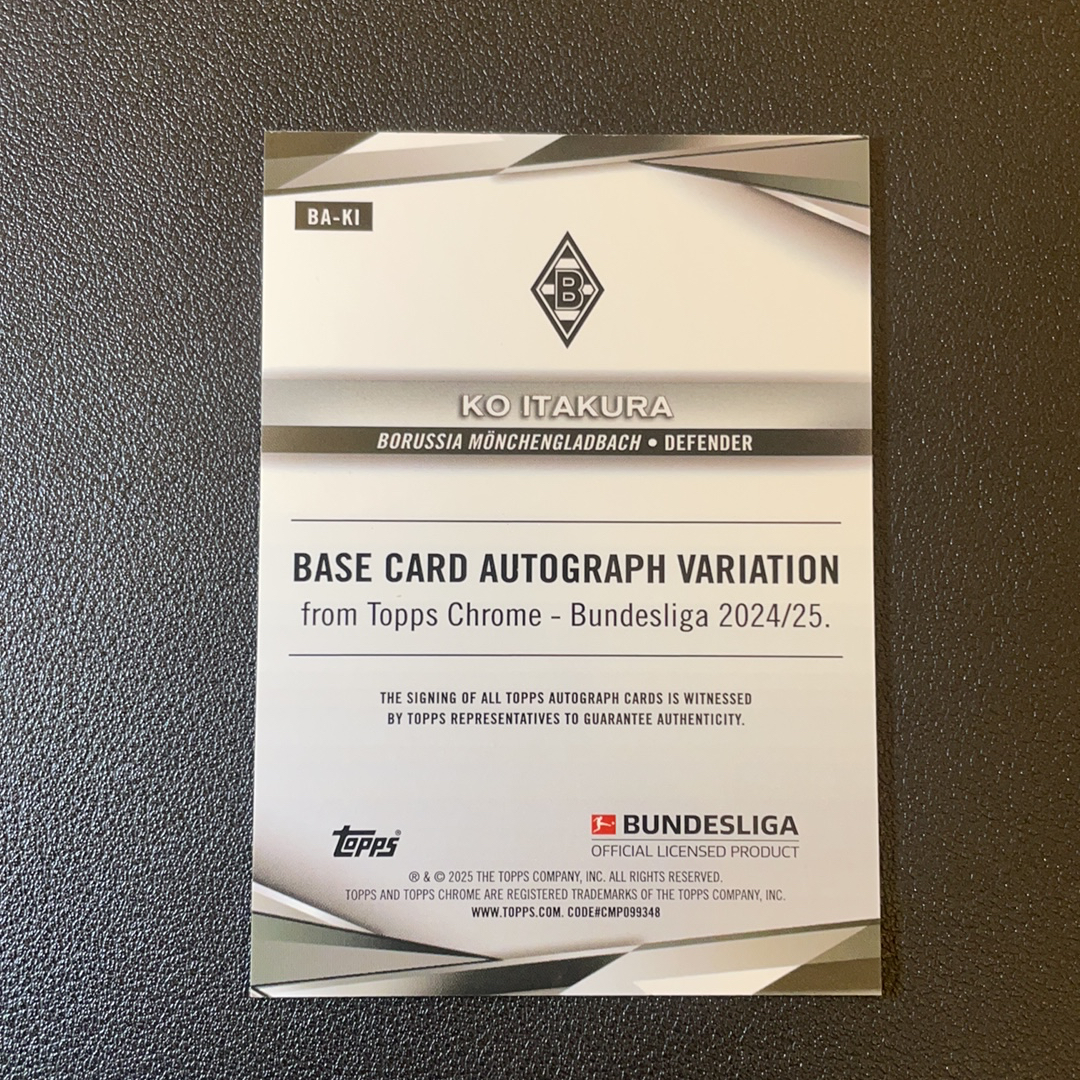 BA-KI
B
KO ITAKURA
BORUSSIA MÖNCHENGLADBACH • DEFENDER
BASE CARD AUTOGRAPH VARIATION
from Topps Chrome - Bundesliga 2024/25.
THE SIGNING OF ALL TOPPS AUTOGRAPH CARDS IS WITNESSED
BY TOPPS REPRESENTATIVES TO GUARANTEE AUTHENTICITY.
topps®
BUNDESLIGA
OFFICIAL LICENSED PRODUCT
® & © 2025 THE TOPPS COMPANY, INC. ALL RIGHTS RESERVED.
TOPPS AND TOPPS CHROME ARE REGISTERED TRADEMARKS OF THE TOPPS COMPANY, INC.
WWW.TOPPS.COM. CODE#CMP099348